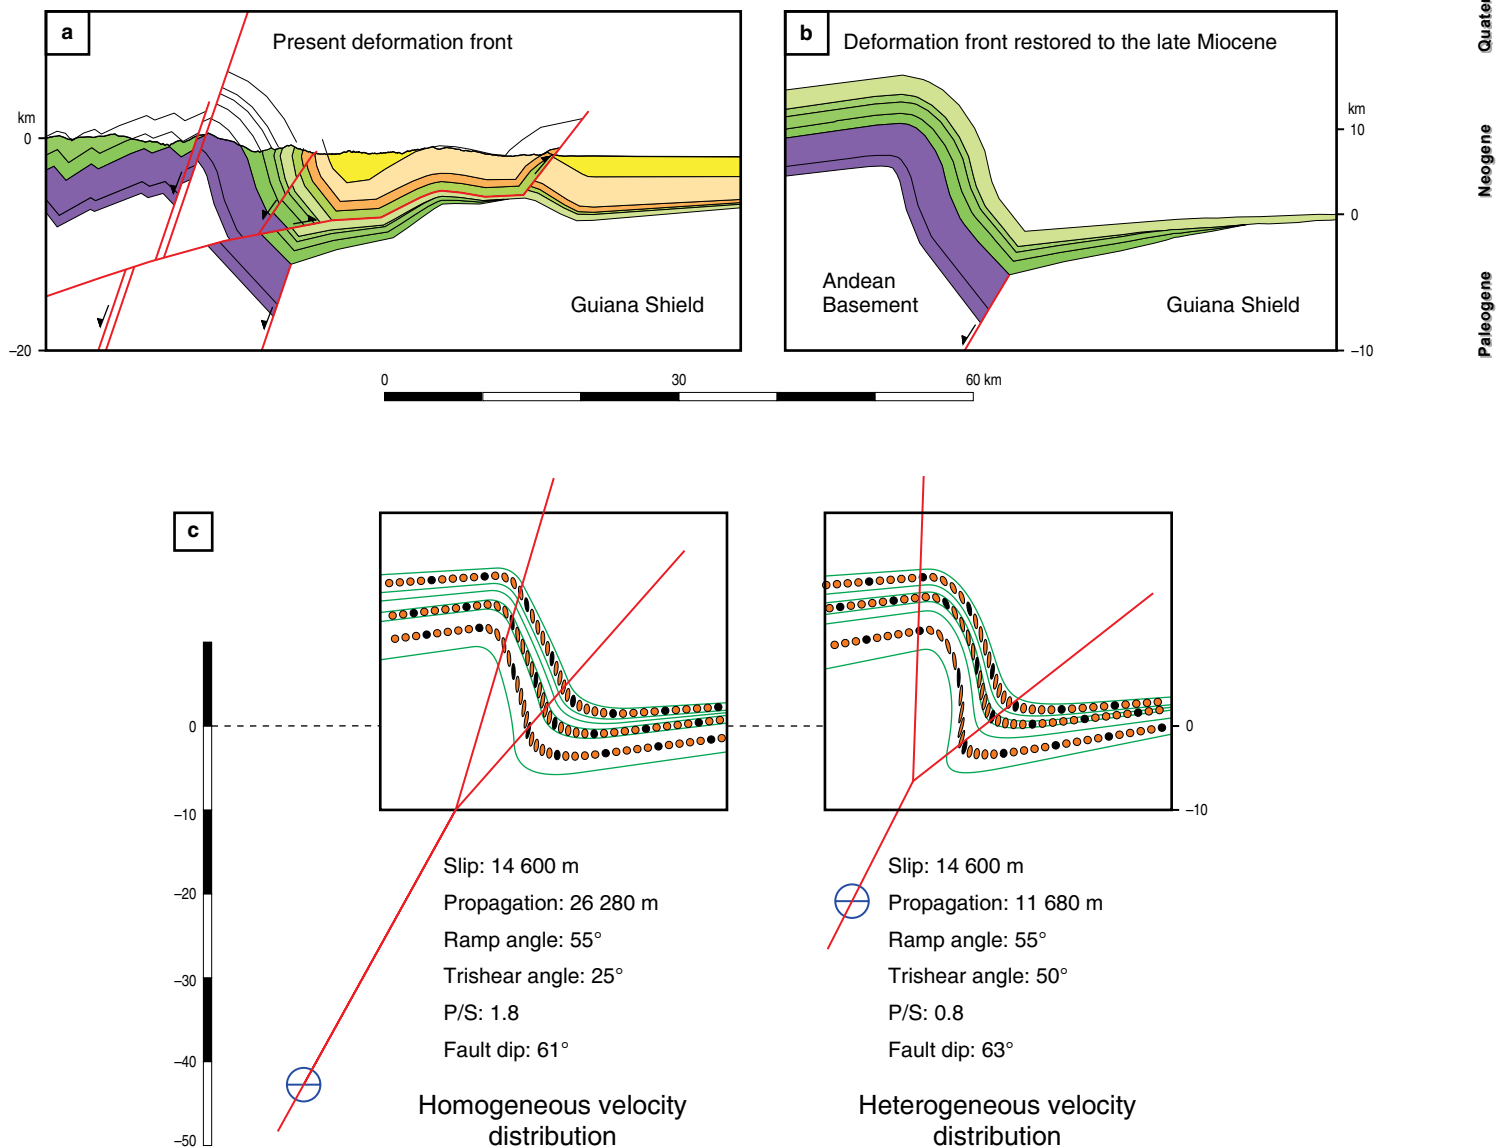 a
Present deformation front
km
0
–20
Guiana Shield
b
Deformation front restored to the late Miocene
km
10
0
–10
Andean
Basement
Guiana Shield
Neogene
Paleogene
0
30
60 km
c
0
–10
–20
–30
–40
–50
0
–10
Slip: 14 600 m
Propagation: 26 280 m
Ramp angle: 55°
Trishear angle: 25°
P/S: 1.8
Fault dip: 61°
Homogeneous velocity
distribution
Slip: 14 600 m
Propagation: 11 680 m
Ramp angle: 55°
Trishear angle: 50°
P/S: 0.8
Fault dip: 63°
Heterogeneous velocity
distribution